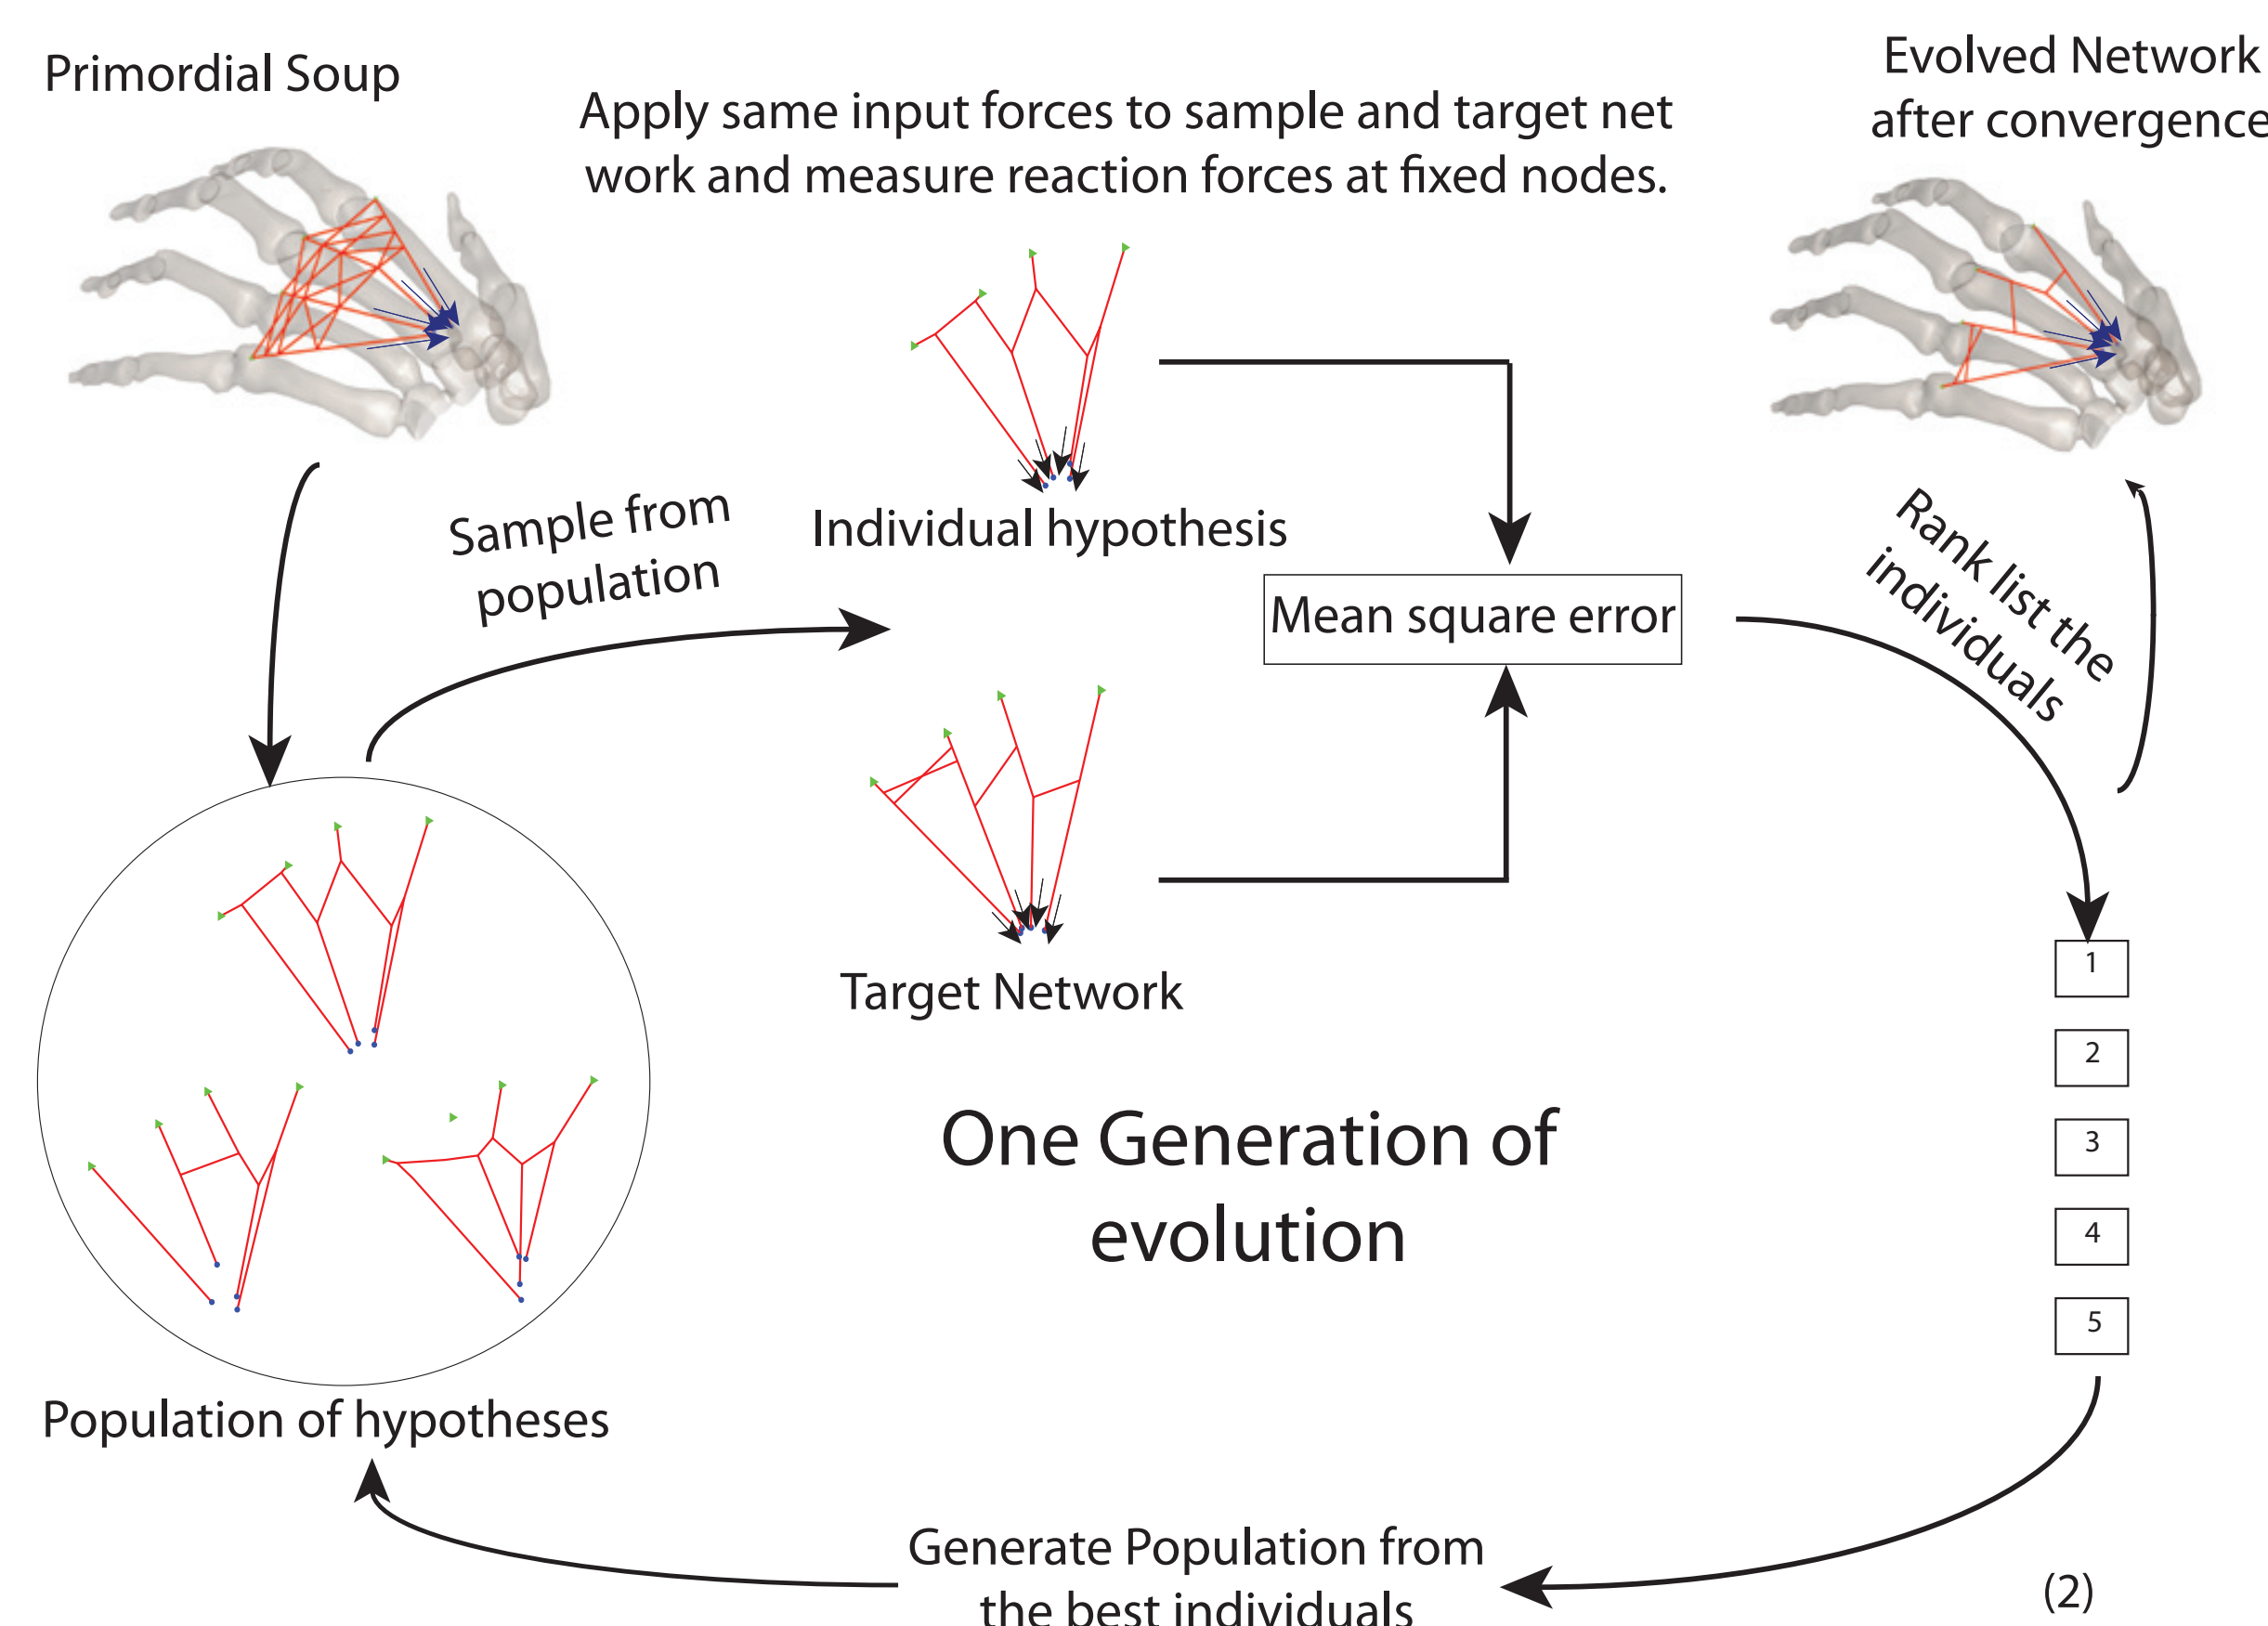 Primordial Soup
Apply same input forces to sample and target net
work and measure reaction forces at fixed nodes.
Evolved Network
after convergence
Sample from
population
Individual hypothesis
Mean square error
Rank list the
individuals
Target Network
1
2
3
4
5
One Generation of
evolution
Population of hypotheses
Generate Population from
the best individuals
(2)